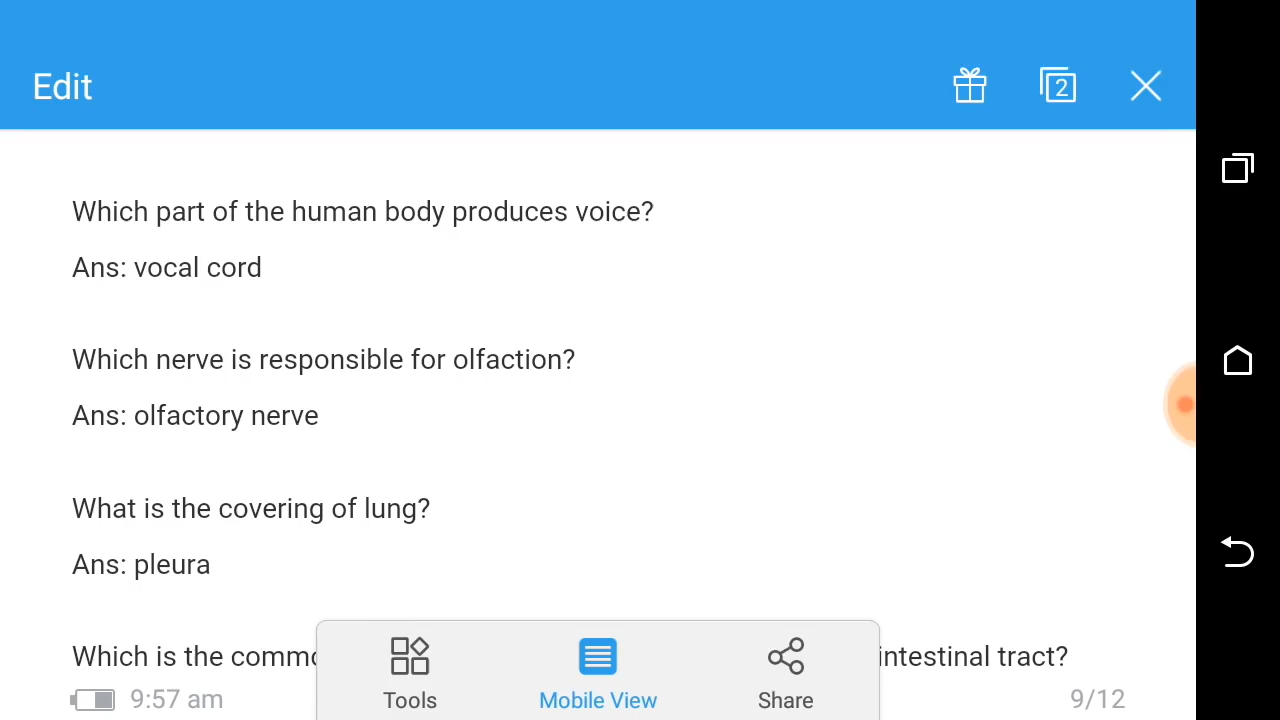 Edit
2
Which part of the human body produces voice?
Ans: vocal cord
Which nerve is responsible for olfaction?
Ans: olfactory nerve
What is the covering of lung?
Ans: pleura
Which is the intestinal tract?
9:57 am
9/12
Tools
Mobile View
Share